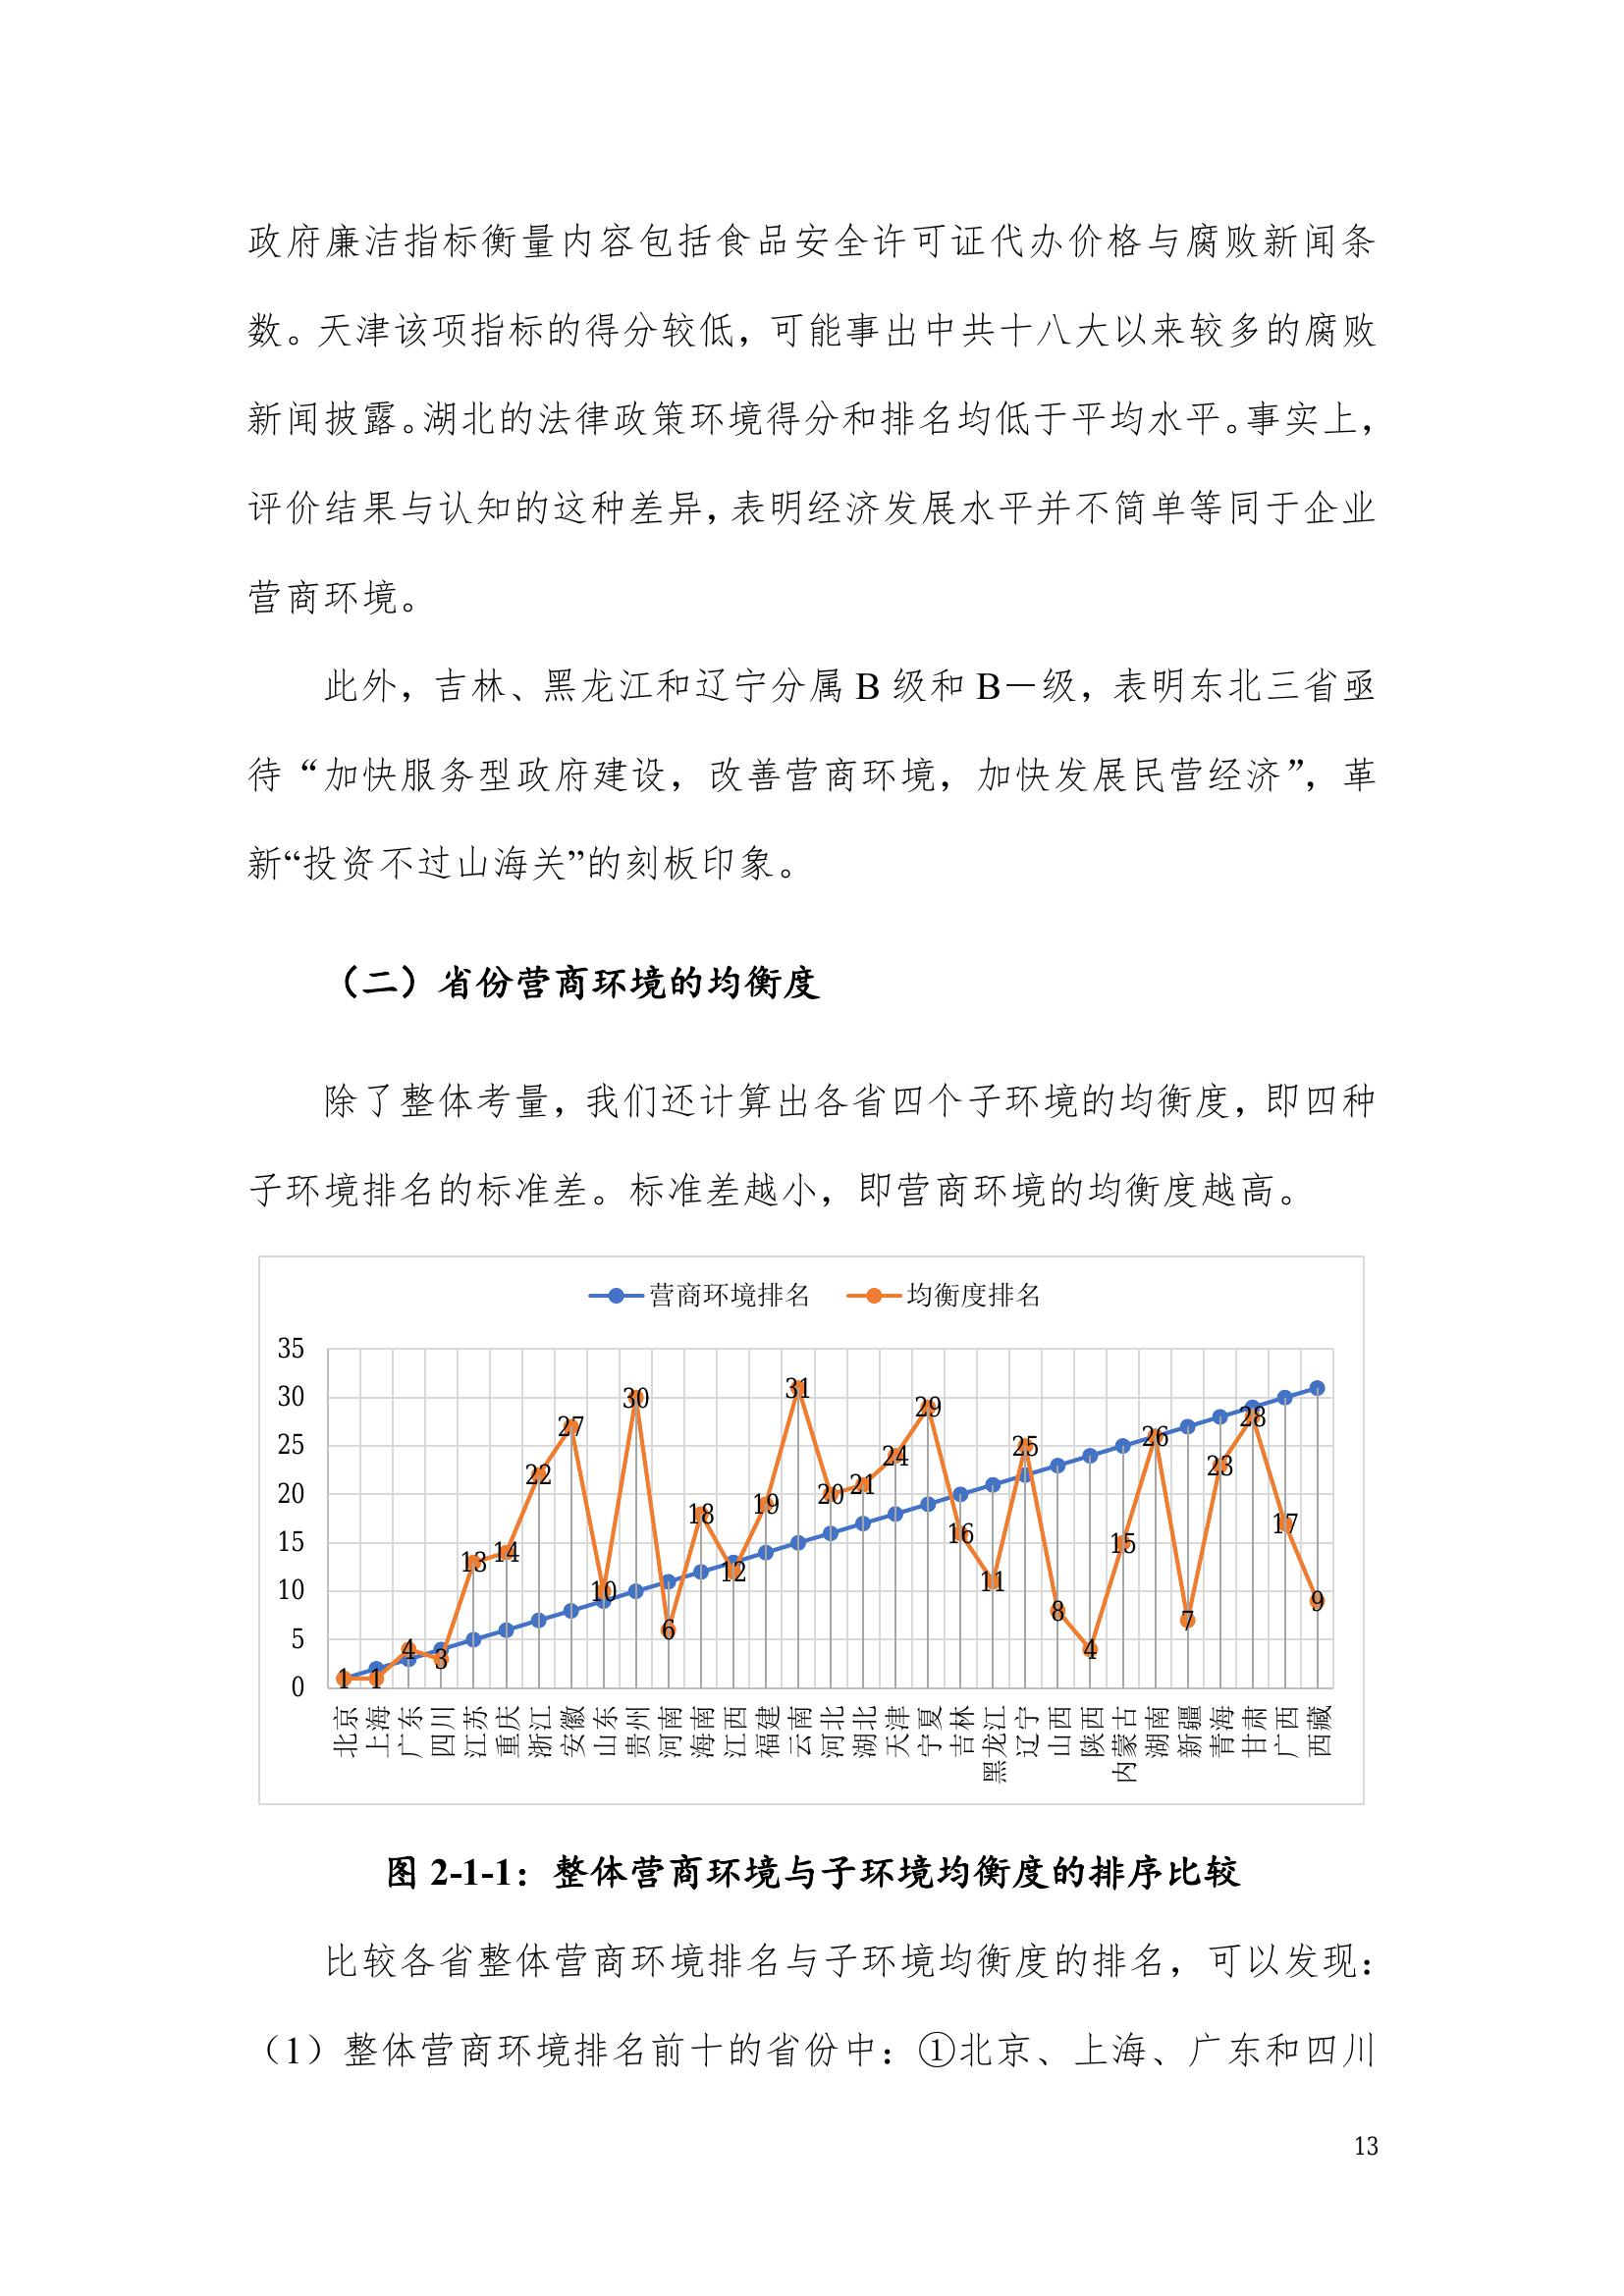 政府廉洁指标衡量内容包括食品安全许可证代办价格与腐败新闻条
数。天津该项指标的得分较低，可能事出中共十八大以来较多的腐败
新闻披露。湖北的法律政策环境得分和排名均低于平均水平。事实上，
评价结果与认知的这种差异，表明经济发展水平并不简单等同于企业
营商环境。
此外，吉林、黑龙江和辽宁分属 B 级和 B－级，表明东北三省亟
待“加快服务型政府建设，改善营商环境，加快发展民营经济”，革
新“投资不过山海关”的刻板印象。
（二）省份营商环境的均衡度
除了整体考量，我们还计算出各省四个子环境的均衡度，即四种
子环境排名的标准差。标准差越小，即营商环境的均衡度越高。
营商环境排名 均衡度排名
35
30
25
20
15
10
5
0
1 1 4 3 13 14 22 27 10 30 6 18 12 19 31 20 21 24 29 16 11 25 8 4 15 26 7 23 28 17 9
北京 上海 广东 四川 江苏 重庆 浙江 安徽 山东 贵州 河南 海南 江西 福建 云南 河北 湖北 天津 宁夏 吉林 黑龙江 辽宁 山西 陕西 内蒙古 湖南 新疆 青海 甘肃 广西 西藏
图 2-1-1：整体营商环境与子环境均衡度的排序比较
比较各省整体营商环境排名与子环境均衡度的排名，可以发现：
（1）整体营商环境排名前十的省份中：①北京、上海、广东和四川
13